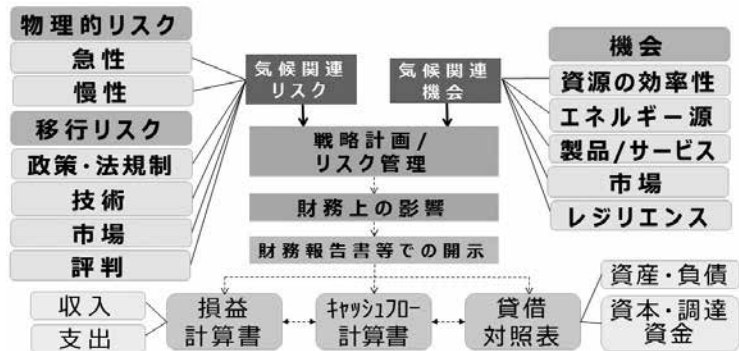 物理的リスク
急性
慢性
移行リスク
政策・法規制
技術
市場
評判
気候関連
リスク
気候関連
機会
戦略計画/
リスク管理
財務上の影響
財務報告書等での開示
機会
資源の効率性
エネルギー源
製品/サービス
市場
レジリエンス
収入
支出
損益
計算書
ｷｬｯｼｭﾌﾛｰ
計算書
貸借
対照表
資産・負債
資本・調達
資金